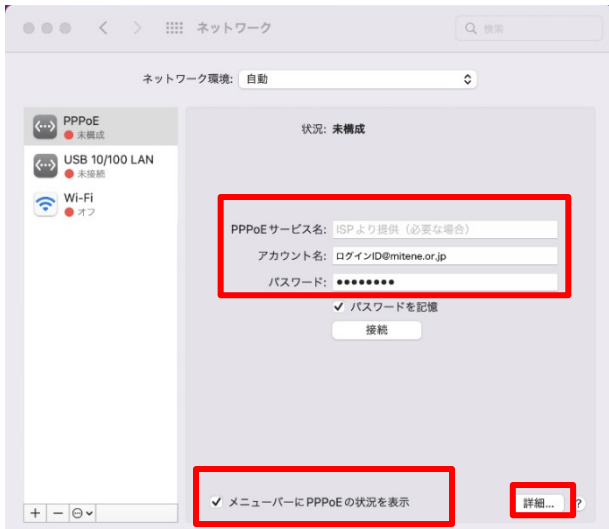 ネットワーク
検索
ネットワーク環境: 自動
PPPoE
未構成
USB 10/100 LAN
未接続
Wi-Fi
オフ
状況: 未構成
PPPoEサービス名: ISPより提供（必要な場合）
アカウント名: ログインID@mitene.or.jp
パスワード: ●●●●●●●●
パスワードを記憶
接続
メニューバーにPPPoEの状況を表示
詳細...
?